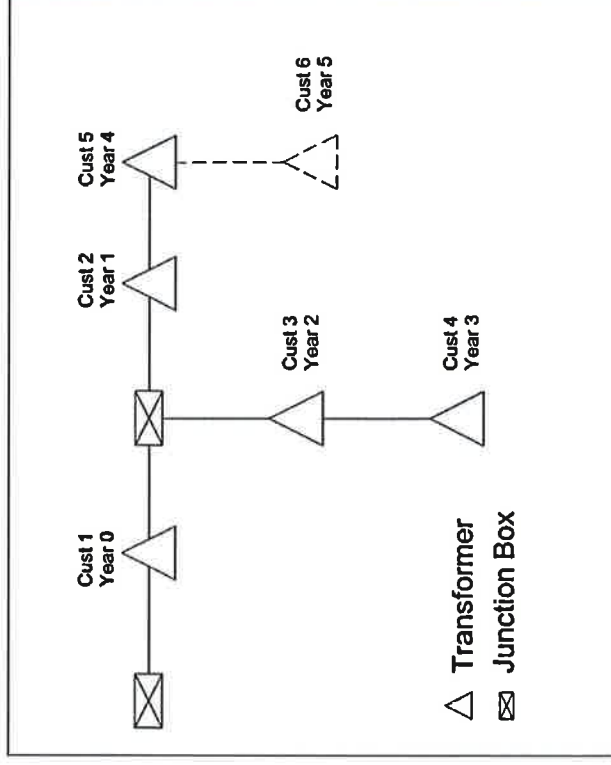 Cust 1
Year 0
Cust 2
Year 1
Cust 5
Year 4
Cust 3
Year 2
Cust 6
Year 5
Cust 4
Year 3
Transformer
Junction Box